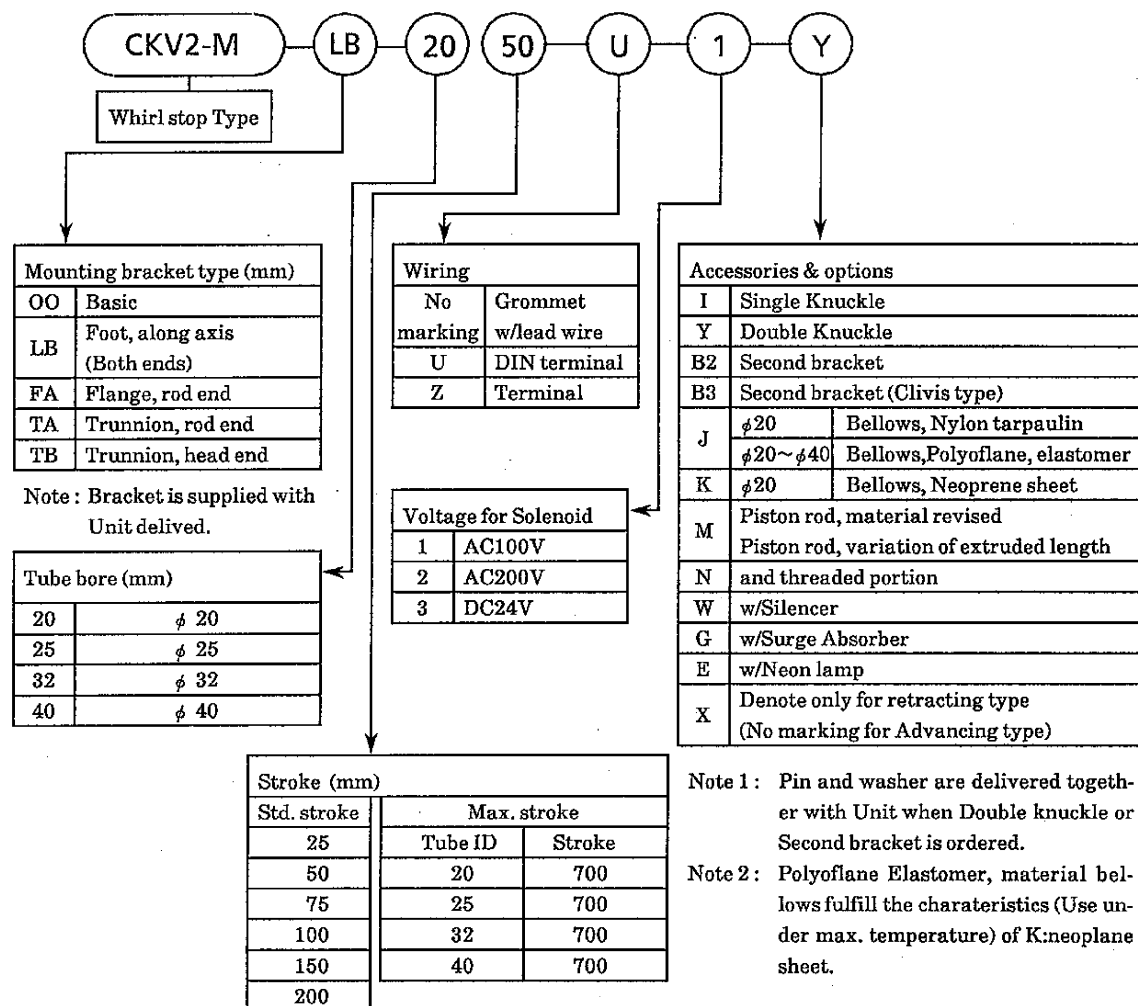 CKV2-M LB 20 50 U 1 Y
Whirl stop Type
Mounting bracket type (mm)
OO Basic
LB Foot, along axis
(Both ends)
FA Flange, rod end
TA Trunnion, rod end
TB Trunnion, head end
Note : Bracket is supplied with
Unit delived.
Tube bore (mm)
20 φ 20
25 φ 25
32 φ 32
40 φ 40
Wiring
No Grommet
marking w/lead wire
U DIN terminal
Z Terminal
Voltage for Solenoid
1 AC100V
2 AC200V
3 DC24V
Stroke (mm)
Std. stroke Max. stroke
25 Tube ID Stroke
50 20 700
75 25 700
100 32 700
150 40 700
200
Accessories & options
I Single Knuckle
Y Double Knuckle
B2 Second bracket
B3 Second bracket (Clivis type)
J φ20 Bellows, Nylon tarpaulin
φ20~φ40 Bellows,Polyoflane, elastomer
K φ20 Bellows, Neoprene sheet
M Piston rod, material revised
Piston rod, variation of extruded length
N and threaded portion
W w/Silencer
G w/Surge Absorber
E w/Neon lamp
X Denote only for retracting type
(No marking for Advancing type)
Note 1 : Pin and washer are delivered togeth-
er with Unit when Double knuckle or
Second bracket is ordered.
Note 2 : Polyoflane Elastomer, material bel-
lows fulfill the charateristics (Use un-
der max. temperature) of K:neoplane
sheet.